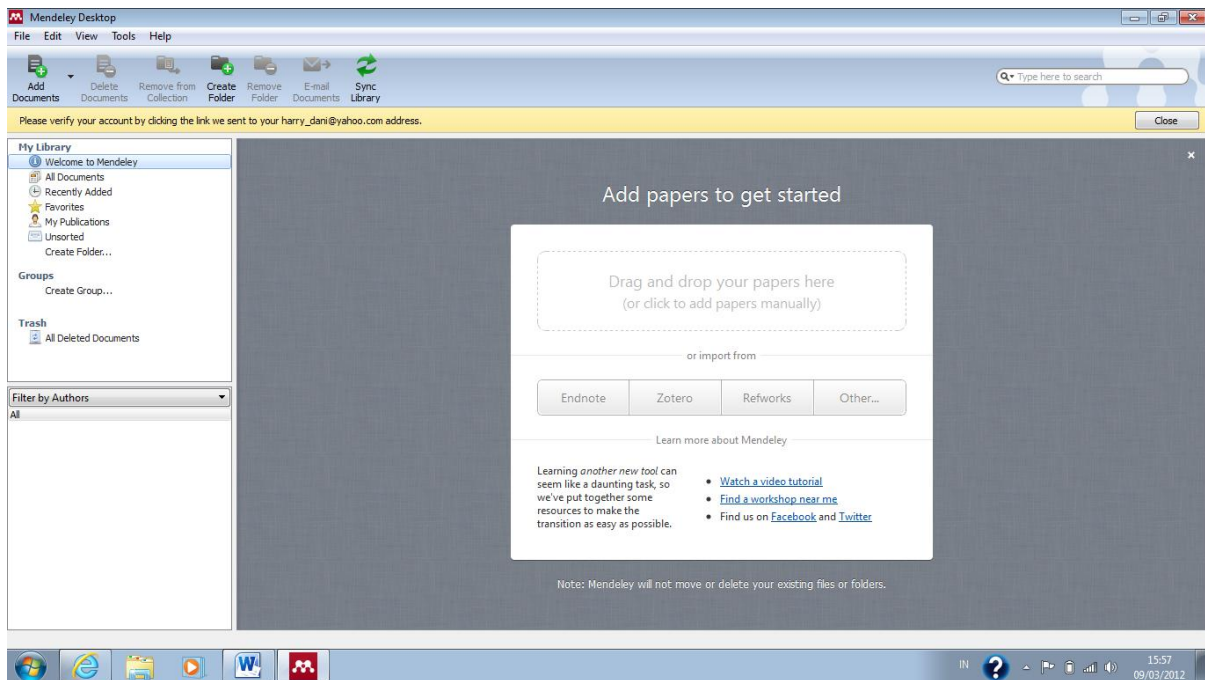 Mendeley Desktop
File Edit View Tools Help
Add Documents
Delete Documents
Remove from Collection
Create Folder
Remove Folder
E-mail Documents
Sync Library
Type here to search
Please verify your account by clicking the link we sent to your harry_dani@yahoo.com address.
Close
My Library
Welcome to Mendeley
All Documents
Recently Added
Favorites
My Publications
Unsorted
Create Folder...
Groups
Create Group...
Trash
All Deleted Documents
Filter by Authors
All
Add papers to get started
Drag and drop your papers here
(or click to add papers manually)
or import from
Endnote Zotero Refworks Other...
Learn more about Mendeley
Learning another new tool can
seem like a daunting task, so
we've put together some
resources to make the
transition as easy as possible.
• Watch a video tutorial
• Find a workshop near me
• Find us on Facebook and Twitter
Note: Mendeley will not move or delete your existing files or folders.
IN
15:57
09/03/2012